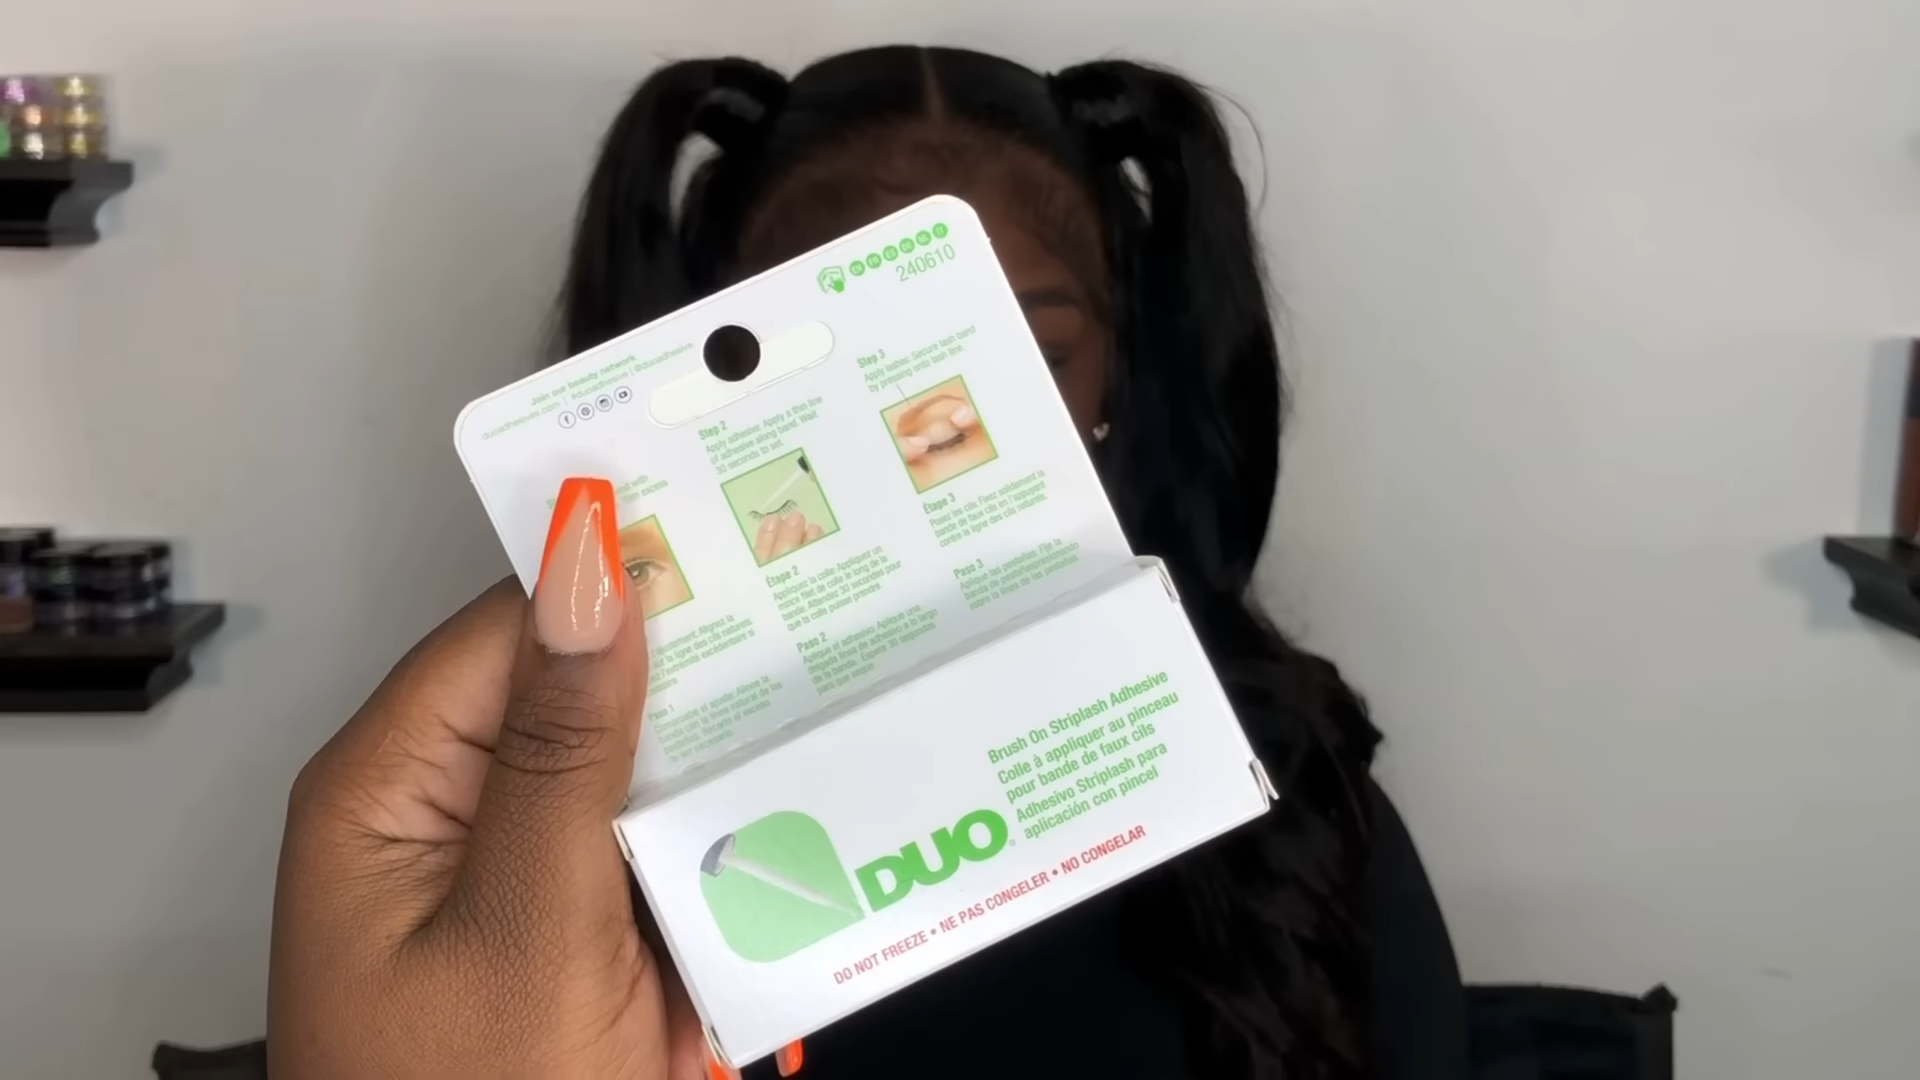 240610
Join our beauty network
duoadhesives.com | #duoadhesive | @duoadhesive
Step 2
Apply adhesive: Apply a thin line
of adhesive along band. Wait
30 seconds to set.
Step 3
Apply lashes: Secure lash band
by pressing onto lash line.
Étape 2
Appliquez la colle: Appliquez un
mince filet de colle le long de la
bande. Attendez 30 secondes pour
que la colle puisse prendre.
Étape 3
Posez les cils: Fixez solidement la
bande de faux cils en l'appuyant
contre la ligne des cils naturels.
Paso 1
Paso 2
Aplique el adhesivo: Aplique una
delgada línea de adhesivo a lo largo
de la banda. Espere 30 segundos
para que seque
Paso 3
Aplique las pestañas: Fije la
sobre la línea de las pestañas
DUO
Brush On Striplash Adhesive
Colle à appliquer au pinceau
pour bande de faux cils
Adhesivo Striplash para
aplicación con pincel
DO NOT FREEZE • NE PAS CONGELER • NO CONGELAR